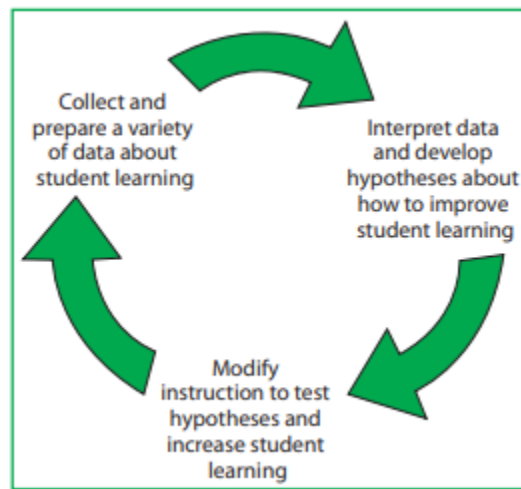 Collect and
prepare a variety
of data about
student learning
Interpret data
and develop
hypotheses about
how to improve
student learning
Modify
instruction to test
hypotheses and
increase student
learning